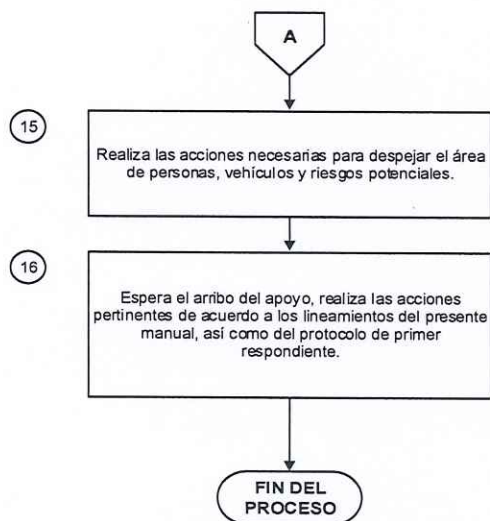 A
15
Realiza las acciones necesarias para despejar el área
de personas, vehículos y riesgos potenciales.
16
Espera el arribo del apoyo, realiza las acciones
pertinentes de acuerdo a los lineamientos del presente
manual, así como del protocolo de primer
respondiente.
FIN DEL
PROCESO